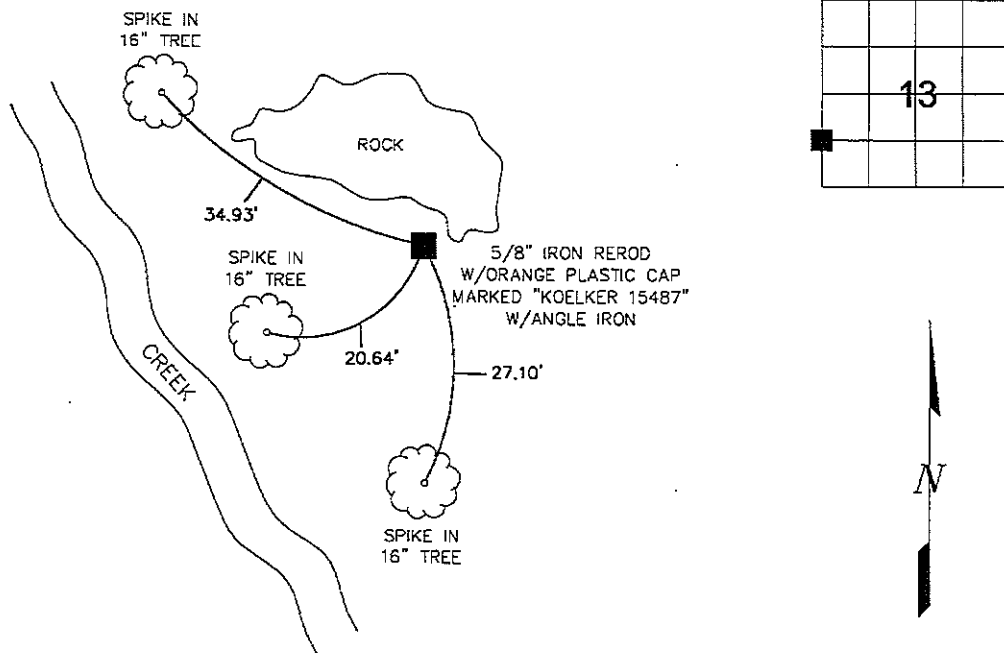 SPIKE IN
16" TREE
13
ROCK
34.93'
SPIKE IN
16" TREE
5/8" IRON REROD
W/ORANGE PLASTIC CAP
MARKED "KOELKER 15487"
W/ANGLE IRON
20.64'
27.10'
CREEK
N
SPIKE IN
16" TREE